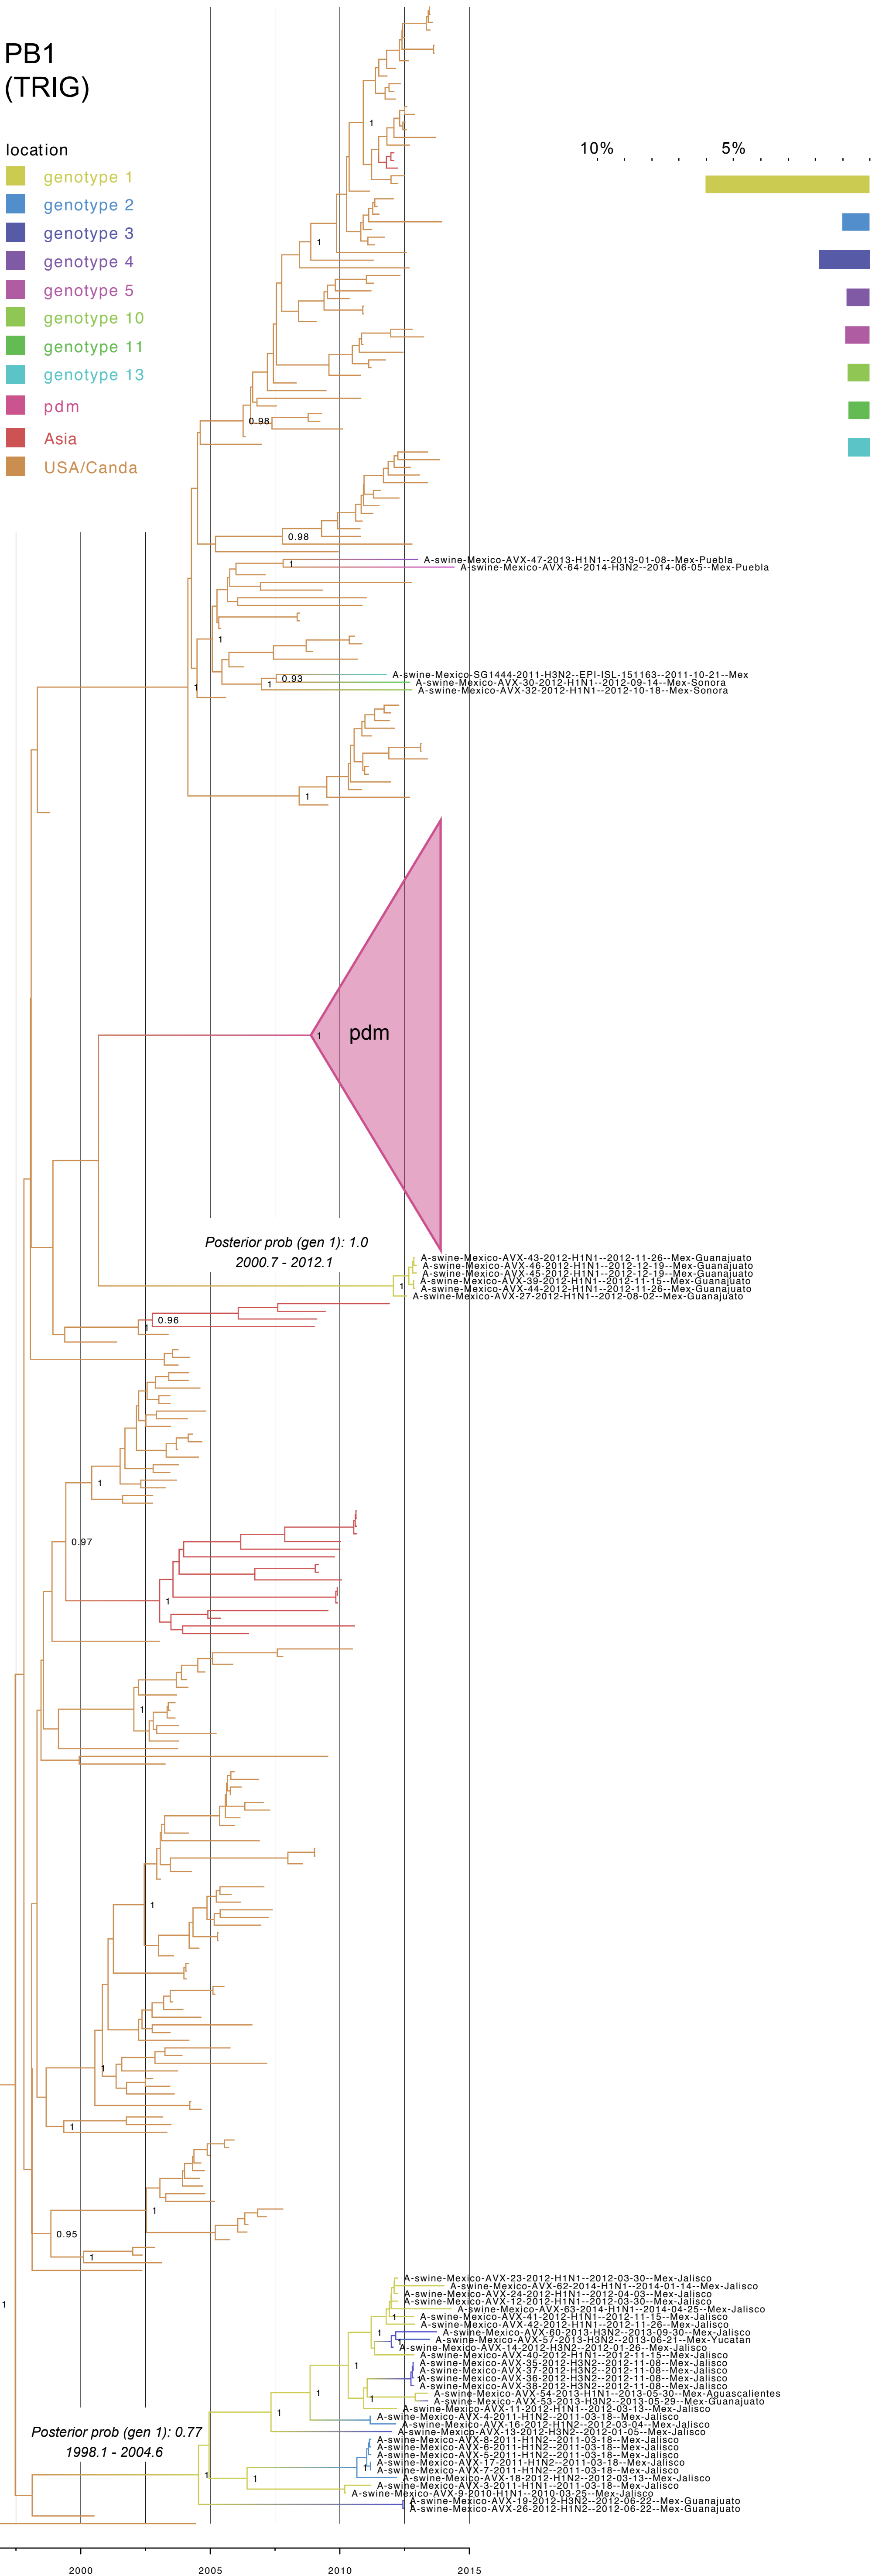 PB1
(TRIG)
location
genotype 1
genotype 2
genotype 3
genotype 4
genotype 5
genotype 10
genotype 11
genotype 13
pdm
Asia
USA/Canda
10% 5%
1
1
0.98
0.98
A-swine-Mexico-AVX-47-2013-H1N1--2013-01-08--Mex-Puebla
1
A-swine-Mexico-AVX-64-2014-H3N2--2014-06-05--Mex-Puebla
1
A-swine-Mexico-SG1444-2011-H3N2--EPI-ISL-151163--2011-10-21--Mex
0.93
A-swine-Mexico-AVX-30-2012-H1N1--2012-09-14--Mex-Sonora
1
1
A-swine-Mexico-AVX-32-2012-H1N1--2012-10-18--Mex-Sonora
1
pdm
1
Posterior prob (gen 1): 1.0
2000.7 - 2012.1
A-swine-Mexico-AVX-43-2012-H1N1--2012-11-26--Mex-Guanajuato
A-swine-Mexico-AVX-46-2012-H1N1--2012-12-19--Mex-Guanajuato
A-swine-Mexico-AVX-45-2012-H1N1--2012-12-19--Mex-Guanajuato
A-swine-Mexico-AVX-39-2012-H1N1--2012-11-15--Mex-Guanajuato
1
A-swine-Mexico-AVX-44-2012-H1N1--2012-11-26--Mex-Guanajuato
A-swine-Mexico-AVX-27-2012-H1N1--2012-08-02--Mex-Guanajuato
0.96
1
1
0.97
1
1
1
1
1
1
0.95
1
1
A-swine-Mexico-AVX-23-2012-H1N1--2012-03-30--Mex-Jalisco
A-swine-Mexico-AVX-62-2014-H1N1--2014-01-14--Mex-Jalisco
A-swine-Mexico-AVX-24-2012-H1N1--2012-04-03--Mex-Jalisco
A-swine-Mexico-AVX-12-2012-H1N1--2012-03-30--Mex-Jalisco
A-swine-Mexico-AVX-63-2014-H1N1--2014-04-25--Mex-Jalisco
1
A-swine-Mexico-AVX-41-2012-H1N1--2012-11-15--Mex-Jalisco
A-swine-Mexico-AVX-42-2012-H1N1--2012-11-26--Mex-Jalisco
1
A-swine-Mexico-AVX-60-2013-H3N2--2013-09-30--Mex-Jalisco
1
A-swine-Mexico-AVX-57-2013-H3N2--2013-06-21--Mex-Yucatan
A-swine-Mexico-AVX-14-2012-H3N2--2012-01-26--Mex-Jalisco
A-swine-Mexico-AVX-40-2012-H1N1--2012-11-15--Mex-Jalisco
1
A-swine-Mexico-AVX-35-2012-H3N2--2012-11-08--Mex-Jalisco
A-swine-Mexico-AVX-37-2012-H3N2--2012-11-08--Mex-Jalisco
1
A-swine-Mexico-AVX-36-2012-H3N2--2012-11-08--Mex-Jalisco
A-swine-Mexico-AVX-38-2012-H3N2--2012-11-08--Mex-Jalisco
1
A-swine-Mexico-AVX-54-2013-H1N1--2013-05-30--Mex-Aguascalientes
1
A-swine-Mexico-AVX-53-2013-H3N2--2013-05-29--Mex-Guanajuato
A-swine-Mexico-AVX-11-2012-H1N1--2012-03-13--Mex-Jalisco
1
A-swine-Mexico-AVX-4-2011-H1N2--2011-03-18--Mex-Jalisco
A-swine-Mexico-AVX-16-2012-H1N2--2012-03-04--Mex-Jalisco
Posterior prob (gen 1): 0.77
1998.1 - 2004.6
A-swine-Mexico-AVX-13-2012-H3N2--2012-01-05--Mex-Jalisco
A-swine-Mexico-AVX-8-2011-H1N2--2011-03-18--Mex-Jalisco
A-swine-Mexico-AVX-6-2011-H1N2--2011-03-18--Mex-Jalisco
A-swine-Mexico-AVX-5-2011-H1N2--2011-03-18--Mex-Jalisco
A-swine-Mexico-AVX-17-2011-H1N2--2011-03-18--Mex-Jalisco
1
A-swine-Mexico-AVX-7-2011-H1N2--2011-03-18--Mex-Jalisco
1
1
A-swine-Mexico-AVX-18-2012-H1N2--2012-03-13--Mex-Jalisco
A-swine-Mexico-AVX-3-2011-H1N1--2011-03-18--Mex-Jalisco
A-swine-Mexico-AVX-9-2010-H1N1--2010-03-25--Mex-Jalisco
A-swine-Mexico-AVX-19-2012-H3N2--2012-06-22--Mex-Guanajuato
A-swine-Mexico-AVX-26-2012-H1N2--2012-06-22--Mex-Guanajuato
2000 2005 2010 2015